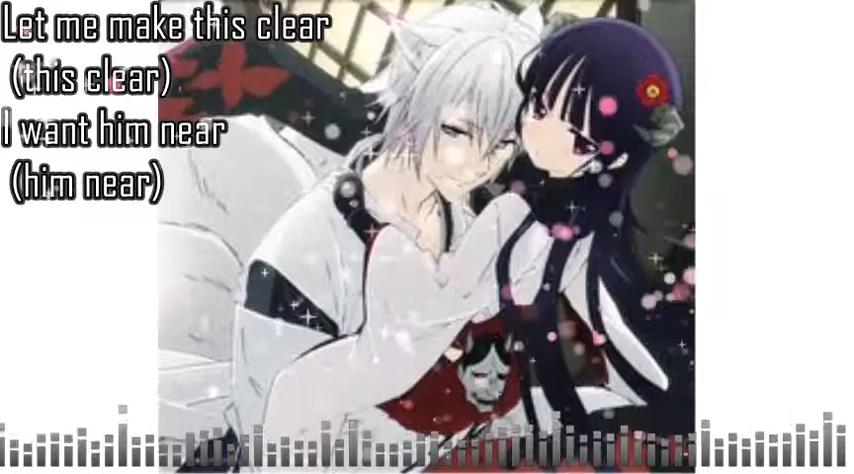 Let me make this clear
(this clear)
I want him near
(him near)